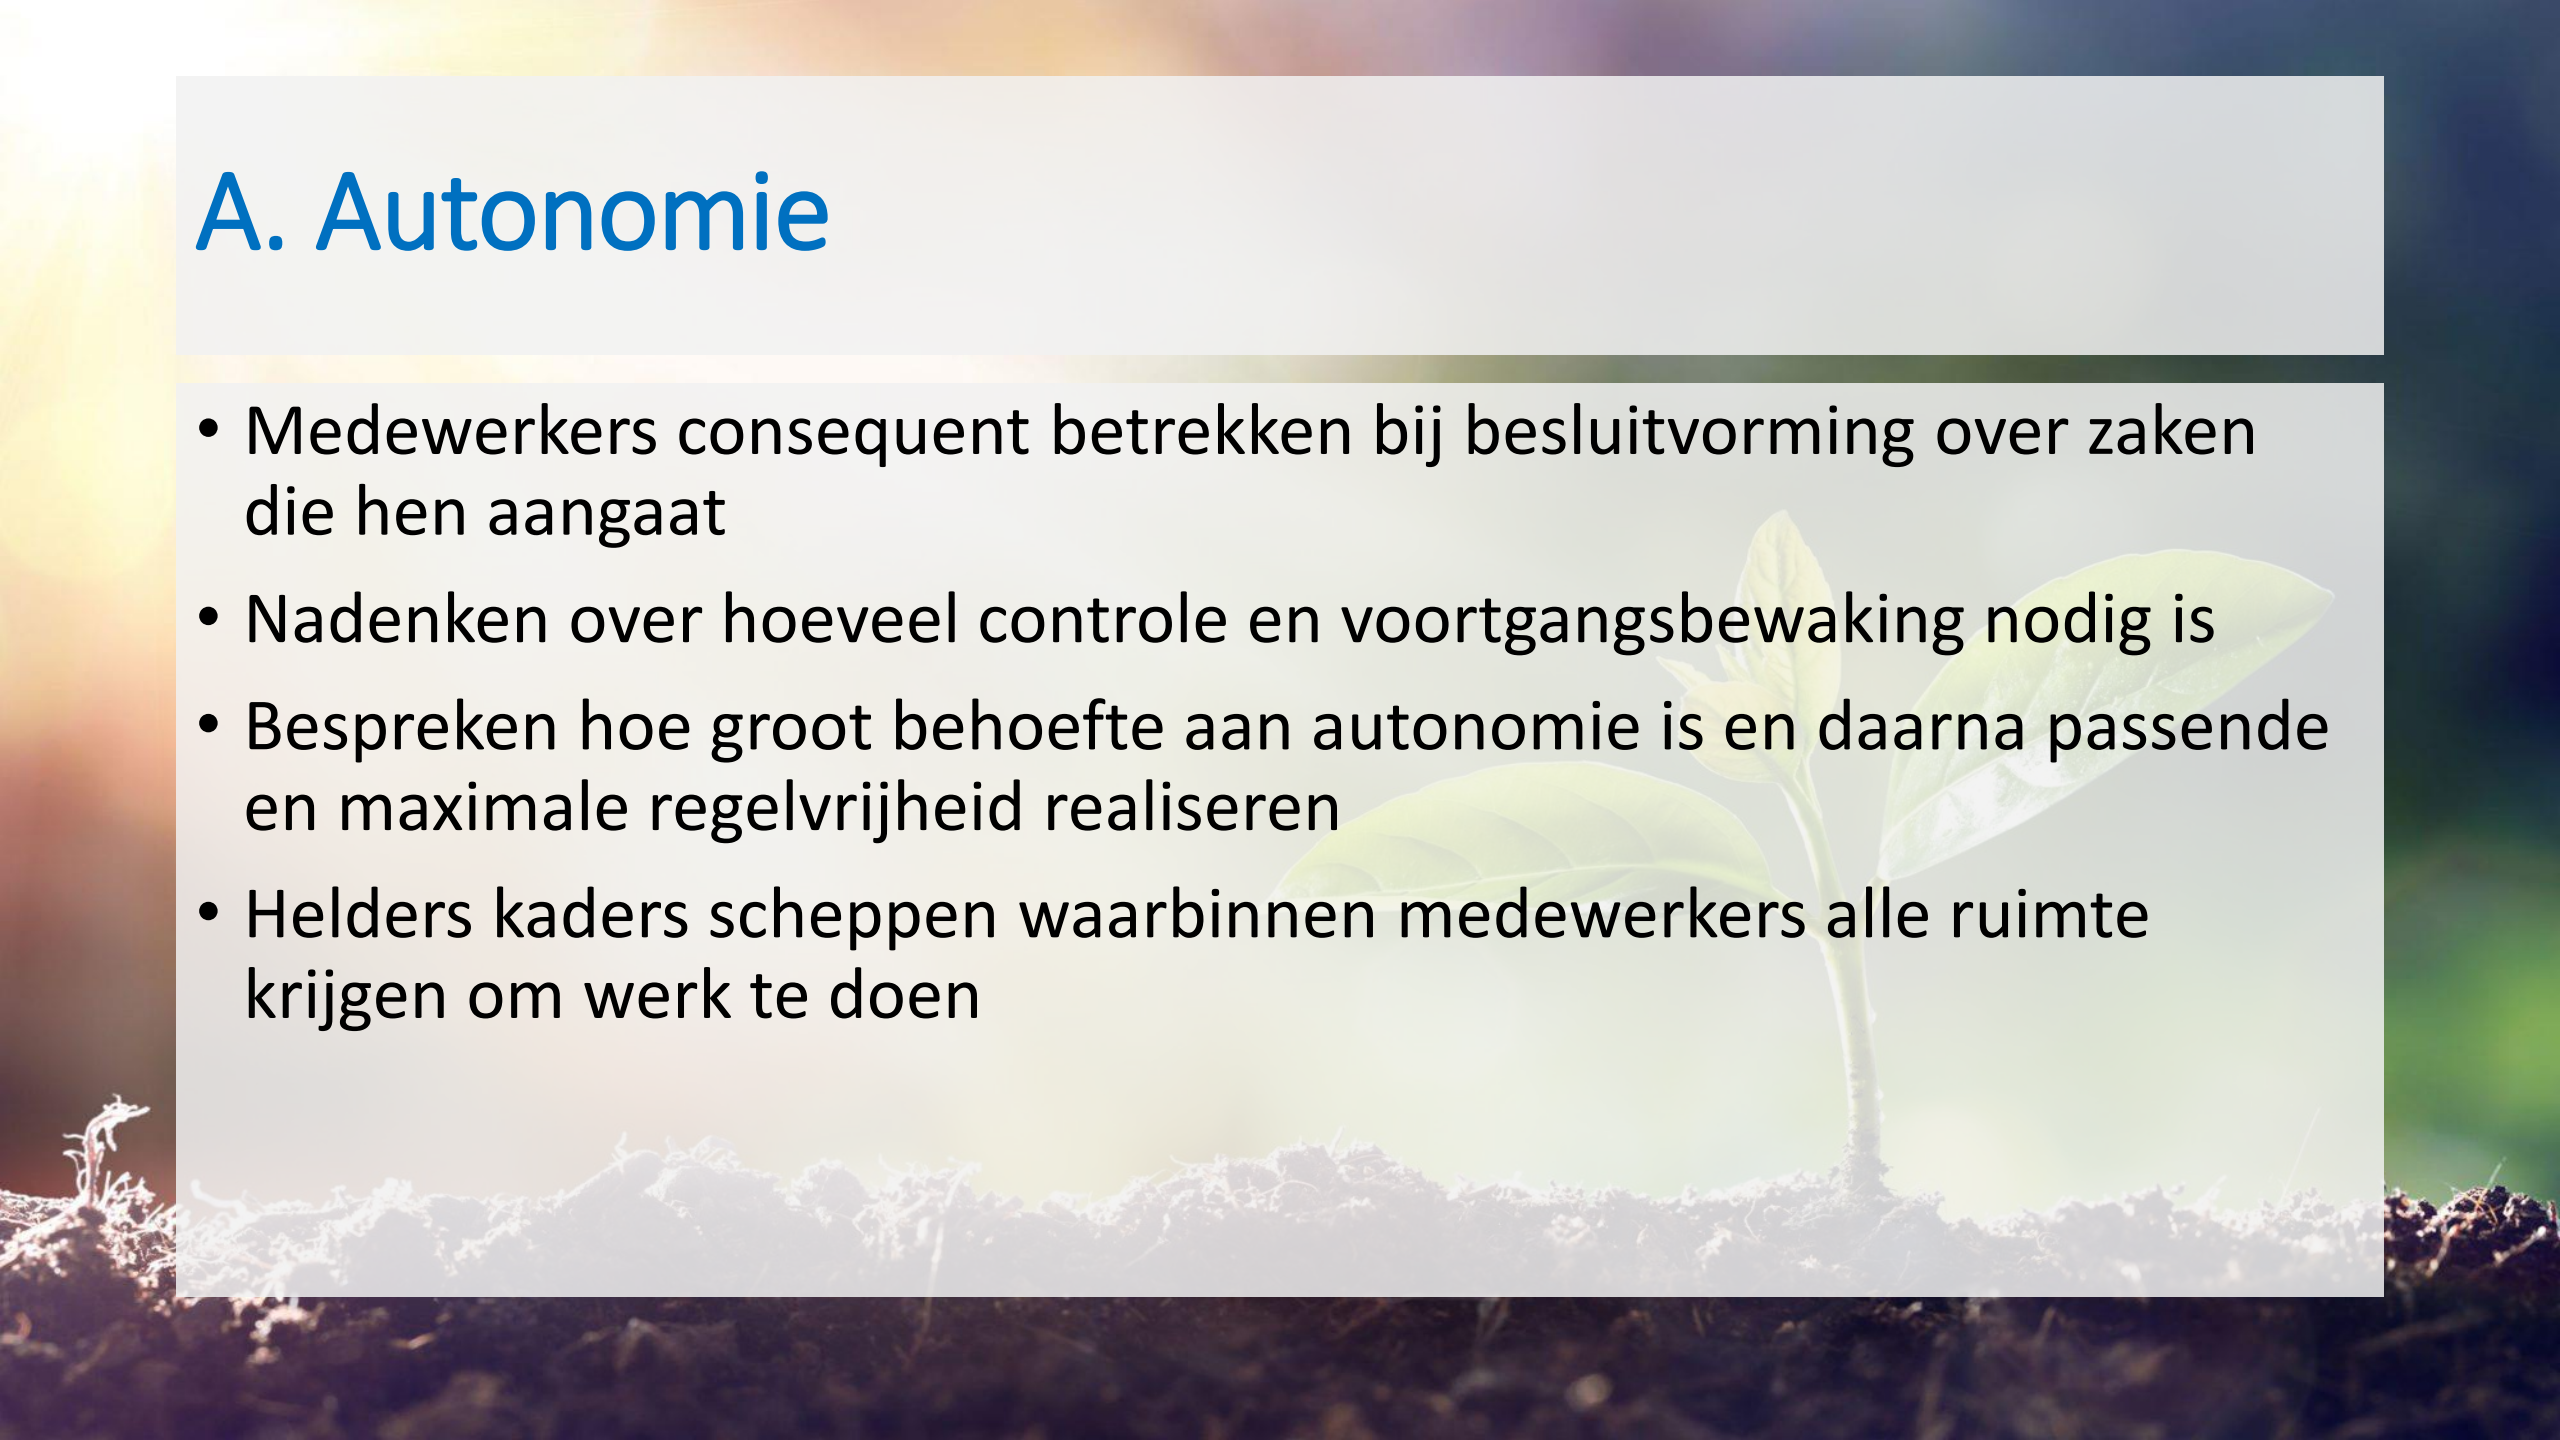 A. Autonomie
• Medewerkers consequent betrekken bij besluitvorming over zaken
die hen aangaat
• Nadenken over hoeveel controle en voortgangsbewaking nodig is
• Bespreken hoe groot behoefte aan autonomie is en daarna passende
en maximale regelvrijheid realiseren
• Helders kaders scheppen waarbinnen medewerkers alle ruimte
krijgen om werk te doen